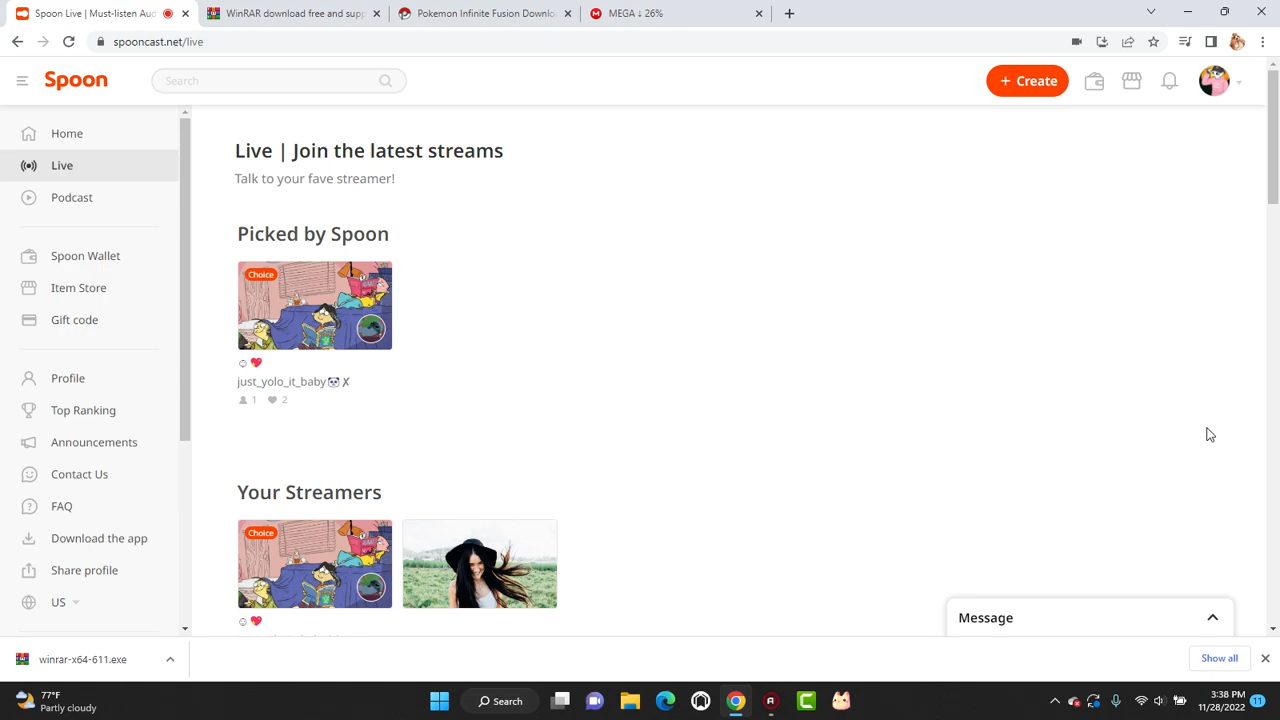 Spoon Live | Must-listen Aud
WinRAR download free and supp
Pokemon Infinite Fusion Downlo
MEGA ↓ 26%
spooncast.net/live
Spoon
Search
+ Create
Home
Live
Podcast
Spoon Wallet
Item Store
Gift code
Profile
Top Ranking
Announcements
Contact Us
FAQ
Download the app
Share profile
US
Live | Join the latest streams
Talk to your fave streamer!
Picked by Spoon
Choice
☺💖
just_yolo_it_baby🐼✗
1 2
Your Streamers
Choice
☺💖
Message
winrar-x64-611.exe
Show all
77°F
Partly cloudy
Search
3:38 PM
11/28/2022
11